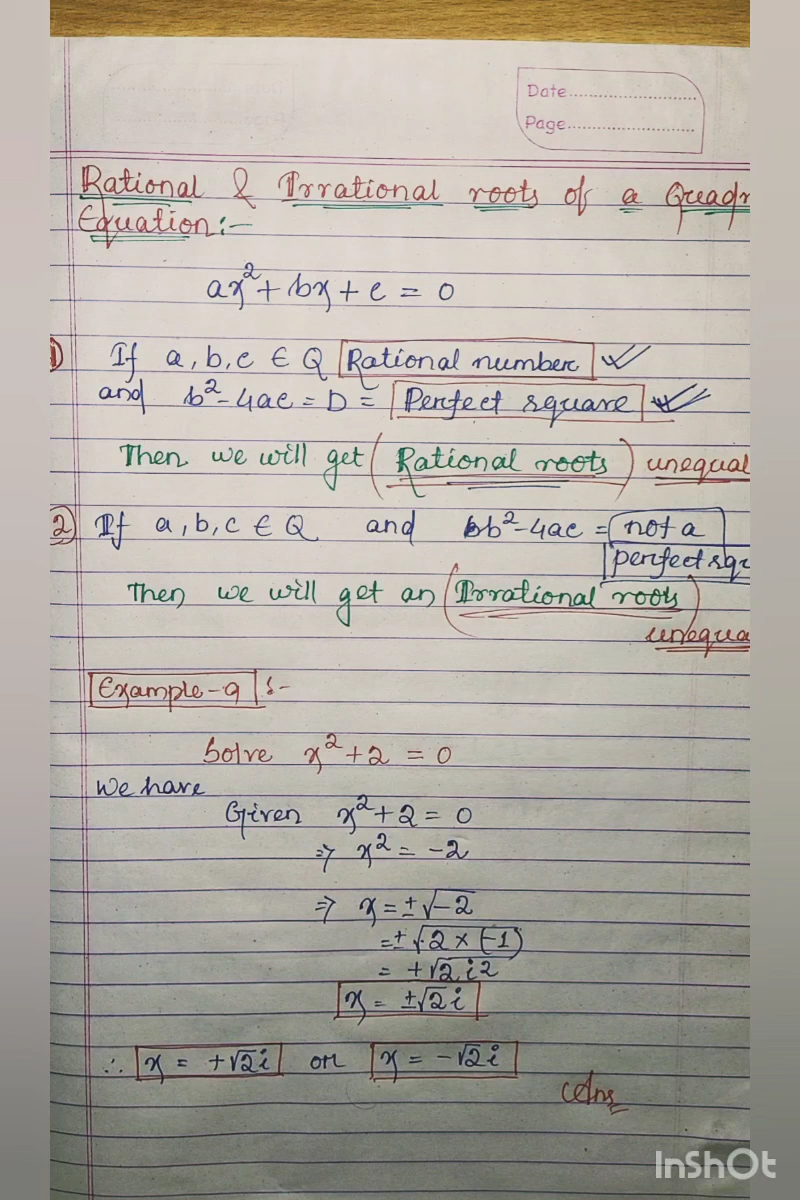 Date
Page
Rational & Irrational roots of a Quadr
Equation:-
ax² + bx + c = 0
1) If a, b, c ∈ Q Rational number
and b² - 4ac = D = Perfect square
Then we will get (Rational roots) unequal
2) If a, b, c ∈ Q and b² - 4ac = not a
perfect squ
Then we will get an (Irrational roots)
unequa
Example-9 :-
Solve x² + 2 = 0
We have
Given x² + 2 = 0
⇒ x² = -2
⇒ x = ± √-2
= ± √2 × (-1)
= + √2 i2
x = ± √2 i
∴ x = + √2 i or x = - √2 i
Ans
InShOt